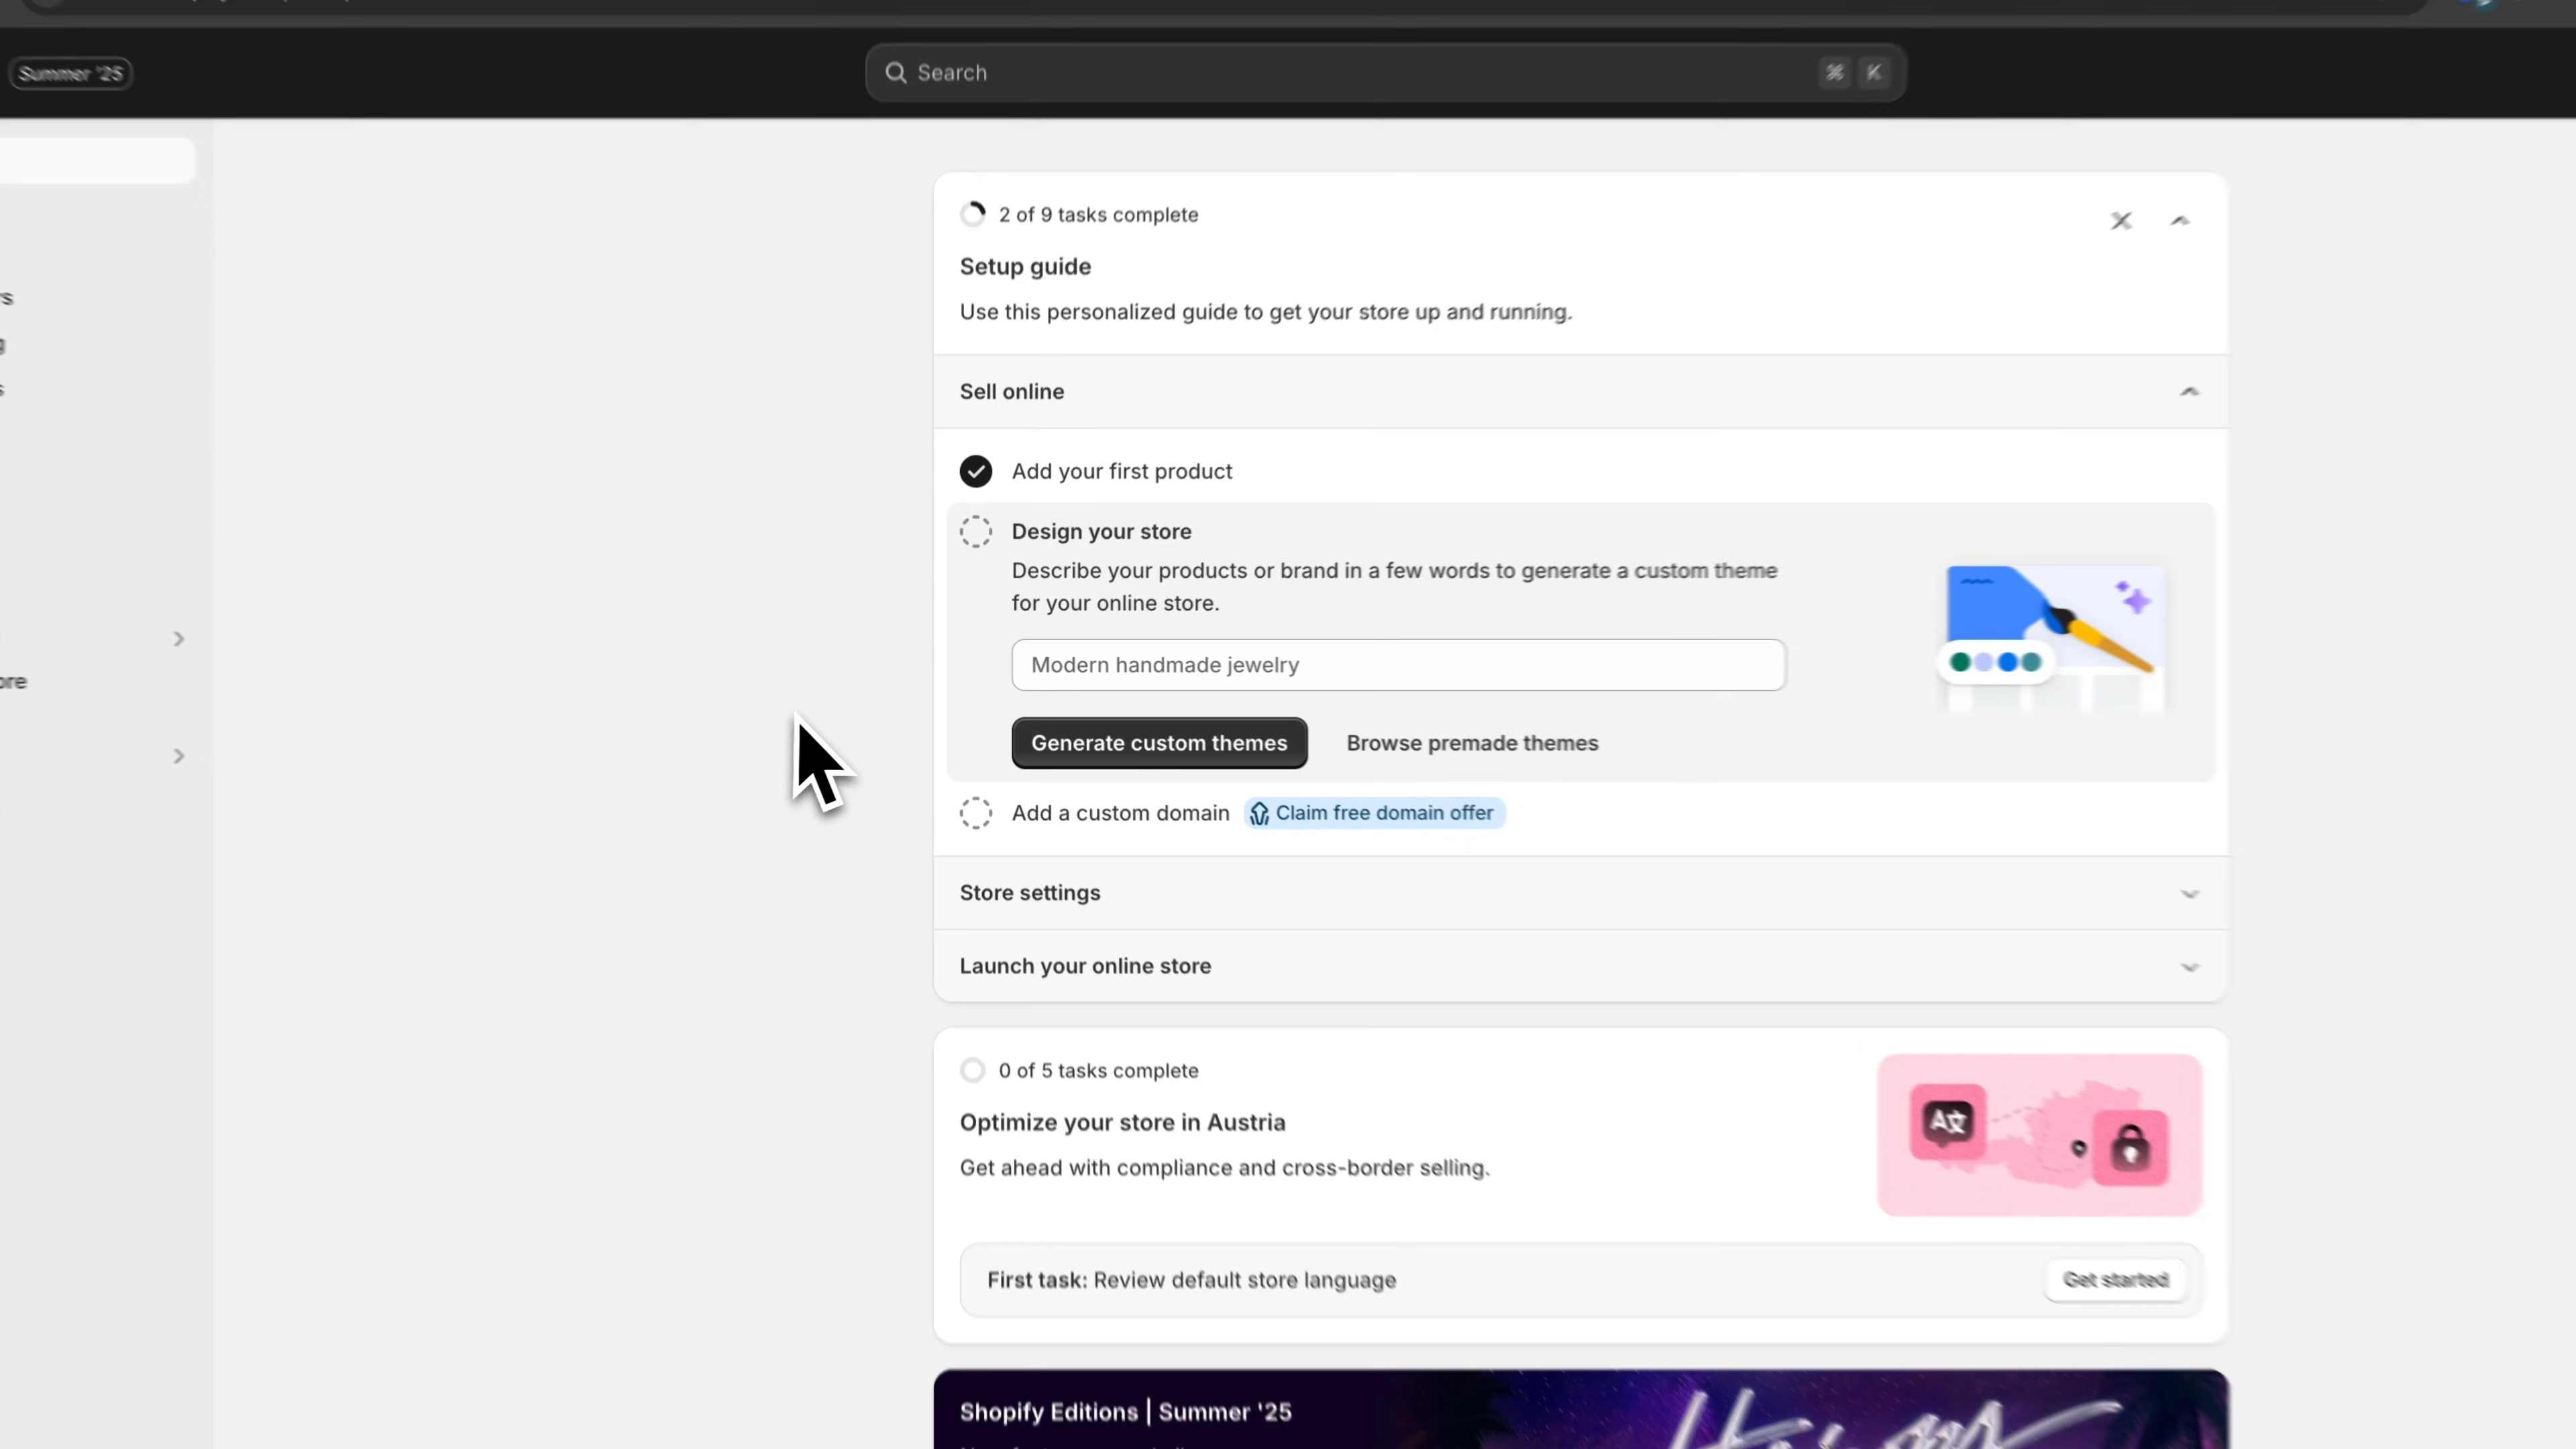 Summer '25
Search
⌘ K
2 of 9 tasks complete
Setup guide
Use this personalized guide to get your store up and running.
Sell online
Add your first product
Design your store
Describe your products or brand in a few words to generate a custom theme
for your online store.
Modern handmade jewelry
Generate custom themes
Browse premade themes
Add a custom domain
Claim free domain offer
Store settings
Launch your online store
0 of 5 tasks complete
Optimize your store in Austria
Get ahead with compliance and cross-border selling.
First task: Review default store language
Get started
Shopify Editions | Summer '25